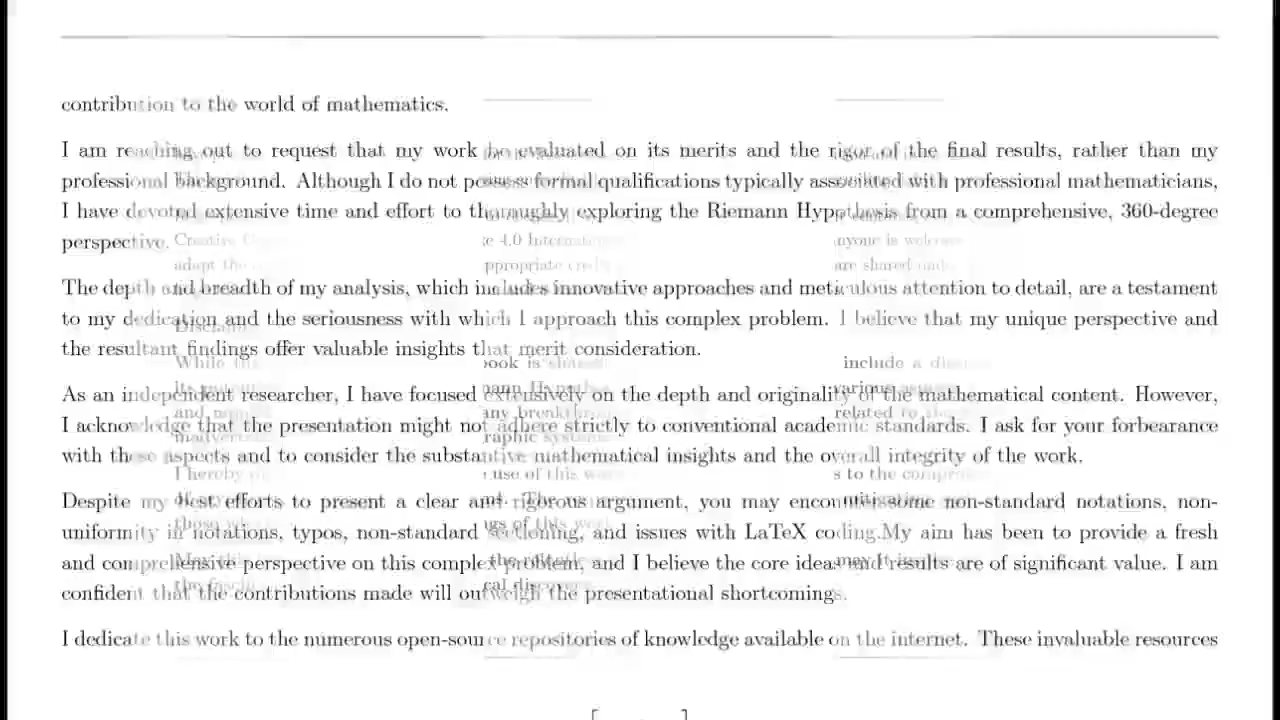 contribution to the world of mathematics.
I am reaching out to request that my work be evaluated on its merits and the rigor of the final results, rather than my
professional background. Although I do not possess formal qualifications typically associated with professional mathematicians,
I have devoted extensive time and effort to thoroughly exploring the Riemann Hypothesis from a comprehensive, 360-degree
perspective.
The depth and breadth of my analysis, which includes innovative approaches and meticulous attention to detail, are a testament
to my dedication and the seriousness with which I approach this complex problem. I believe that my unique perspective and
the resultant findings offer valuable insights that merit consideration.
As an independent researcher, I have focused extensively on the depth and originality of the mathematical content. However,
I acknowledge that the presentation might not adhere strictly to conventional academic standards. I ask for your forbearance
with these aspects and to consider the substantive mathematical insights and the overall integrity of the work.
Despite my best efforts to present a clear and rigorous argument, you may encounter some non-standard notations, non-
uniformity in notations, typos, non-standard sectioning, and issues with LaTeX coding.My aim has been to provide a fresh
and comprehensive perspective on this complex problem, and I believe the core ideas and results are of significant value. I am
confident that the contributions made will outweigh the presentational shortcomings.
I dedicate this work to the numerous open-source repositories of knowledge available on the internet. These invaluable resources